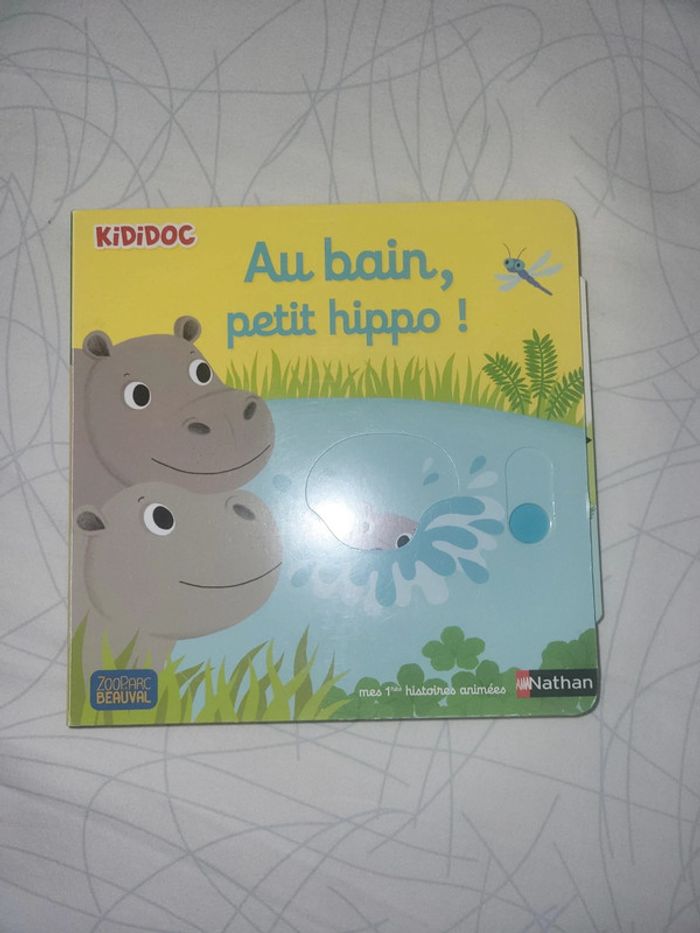 KiDiDOC
Au bain,
petit hippo !
ZOOPARC
BEAUVAL
mes 1res histoires animées
Nathan